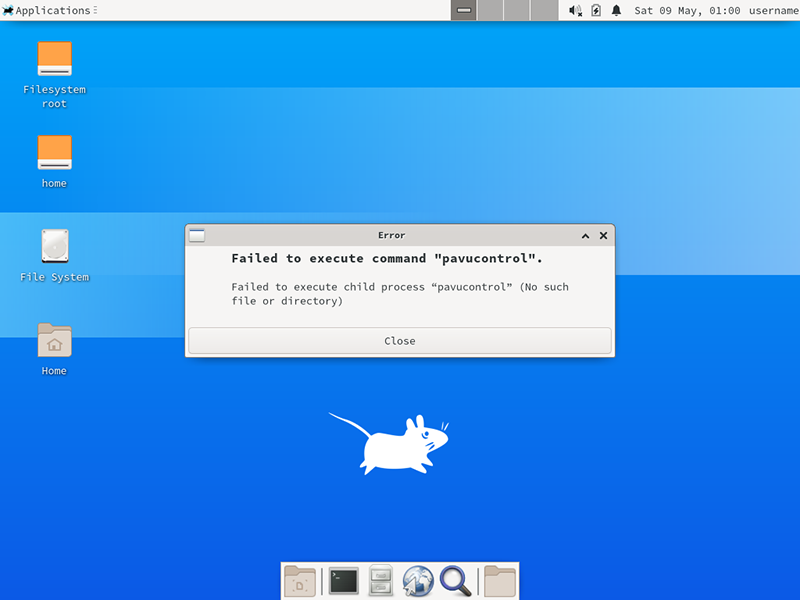 Applications
Sat 09 May, 01:00 username
Filesystem
root
home
File System
Home
Error
Failed to execute command "pavucontrol".
Failed to execute child process “pavucontrol” (No such
file or directory)
Close